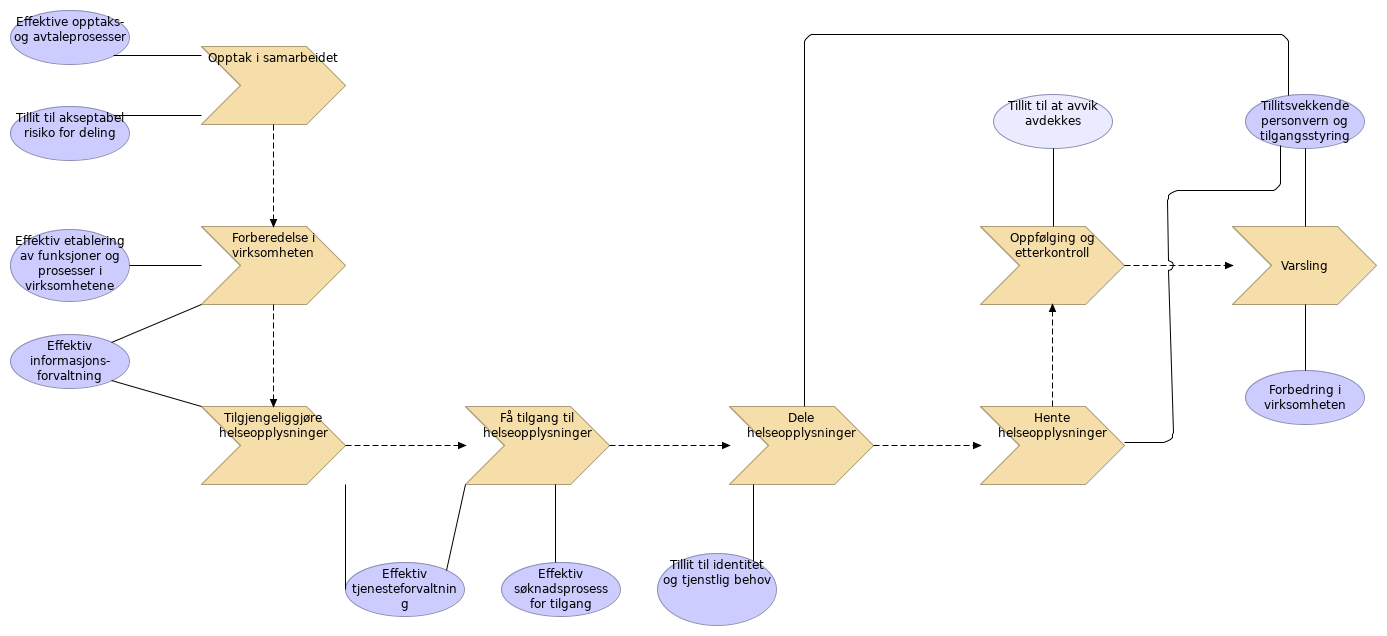 Effektive opptaks-
og avtaleprosesser
Opptak i samarbeidet
Tillit til akseptabel
risiko for deling
Tillit til at avvik
avdekkes
Tillitsvekkende
personvern og
tilgangsstyring
Effektiv etablering
av funksjoner og
prosesser i
virksomhetene
Forberedelse i
virksomheten
Oppfølging og
etterkontroll
Varsling
Effektiv
informasjons-
forvaltning
Forbedring i
virksomheten
Tilgjengeliggjøre
helseopplysninger
Få tilgang til
helseopplysninger
Dele
helseopplysninger
Hente
helseopplysninger
Effektiv
tjenesteforvaltnin
g
Effektiv
søknadsprosess
for tilgang
Tillit til identitet
og tjenstlig behov